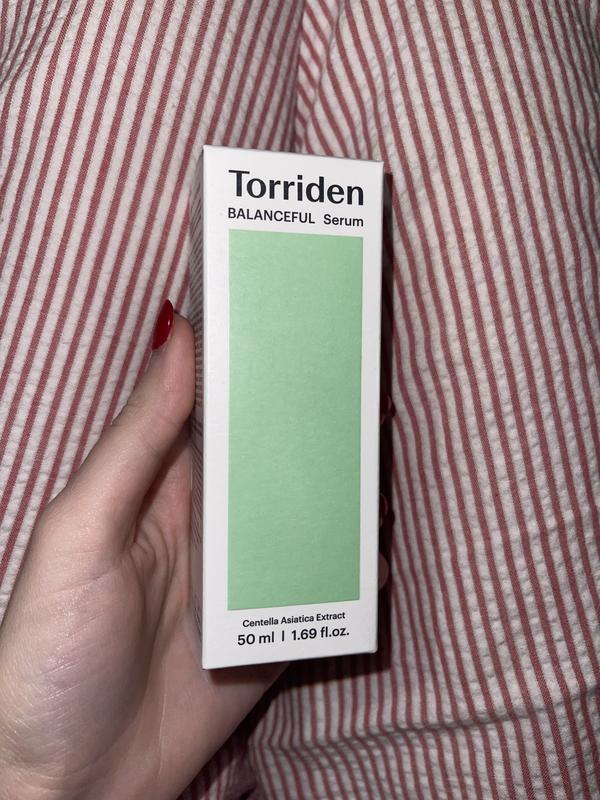 Torriden
BALANCEFUL Serum
Centella Asiatica Extract
50 ml | 1.69 fl.oz.